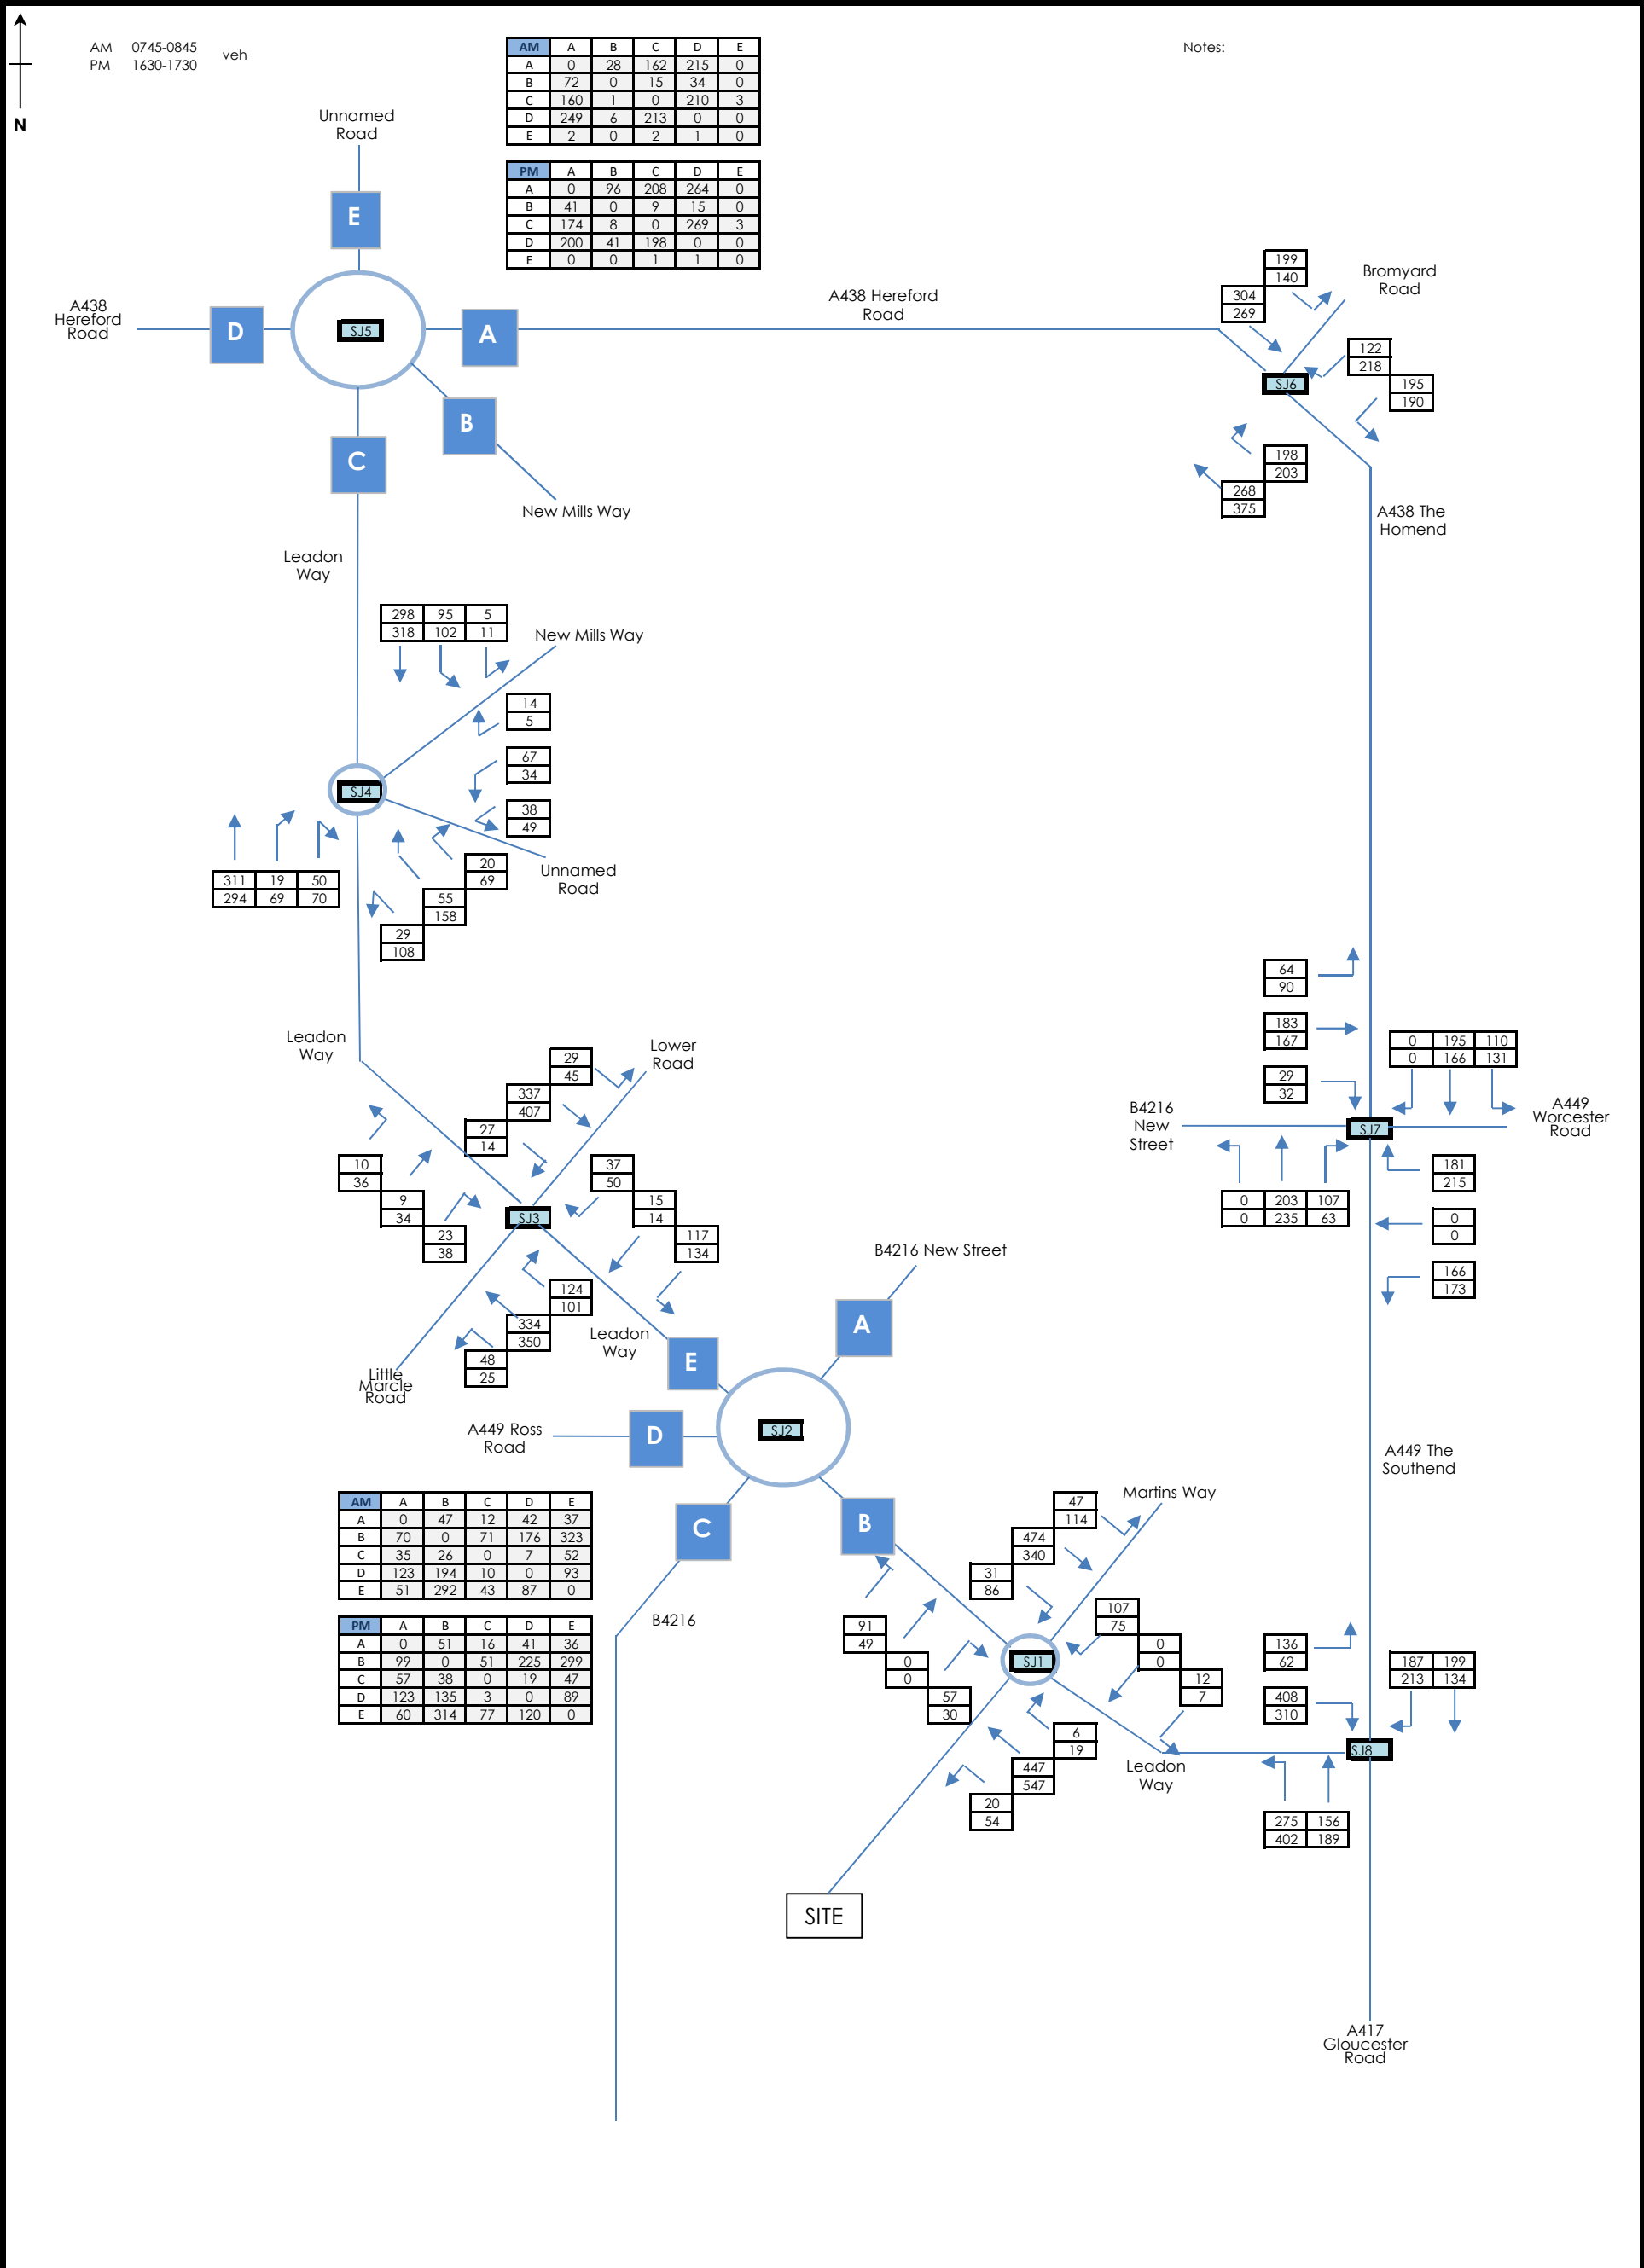 AM 0745-0845
PM 1630-1730
veh
Notes:
N
AM A B C D E
A 0 28 162 215 0
B 72 0 15 34 0
C 160 1 0 210 3
D 249 6 213 0 0
E 2 0 2 1 0
PM A B C D E
A 0 96 208 264 0
B 41 0 9 15 0
C 174 8 0 269 3
D 200 41 198 0 0
E 0 0 1 1 0
Unnamed
Road
E
A438
Hereford
Road
D
SJ5
A
B
C
New Mills Way
A438 Hereford
Road
199
140
304
269
Bromyard
Road
122
218
195
190
SJ6
198
203
268
375
A438 The
Homend
Leadon
Way
298 95 5
318 102 11
New Mills Way
14
5
67
34
38
49
SJ4
Unnamed
Road
311 19 50
294 69 70
20
69
55
158
29
108
64
90
183
167
29
32
0 195 110
0 166 131
B4216
New
Street
SJ7
A449
Worcester
Road
0 203 107
0 235 63
181
215
0
0
166
173
Leadon
Way
Lower
Road
29
45
337
407
27
14
10
36
9
34
23
38
SJ3
37
50
15
14
117
134
124
101
334
350
48
25
Little
Marcle
Road
Leadon
Way
B4216 New Street
A
E
A449 Ross
Road
D
SJ2
C
B
A449 The
Southend
AM A B C D E
A 0 47 12 42 37
B 70 0 71 176 323
C 35 26 0 7 52
D 123 194 10 0 93
E 51 292 43 87 0
PM A B C D E
A 0 51 16 41 36
B 99 0 51 225 299
C 57 38 0 19 47
D 123 135 3 0 89
E 60 314 77 120 0
B4216
47
114
474
340
31
86
Martins Way
91
49
0
0
57
30
SJ1
107
75
0
0
12
7
6
19
447
547
20
54
Leadon
Way
136
62
408
310
187 199
213 134
SJ8
275 156
402 189
SITE
A417
Gloucester
Road